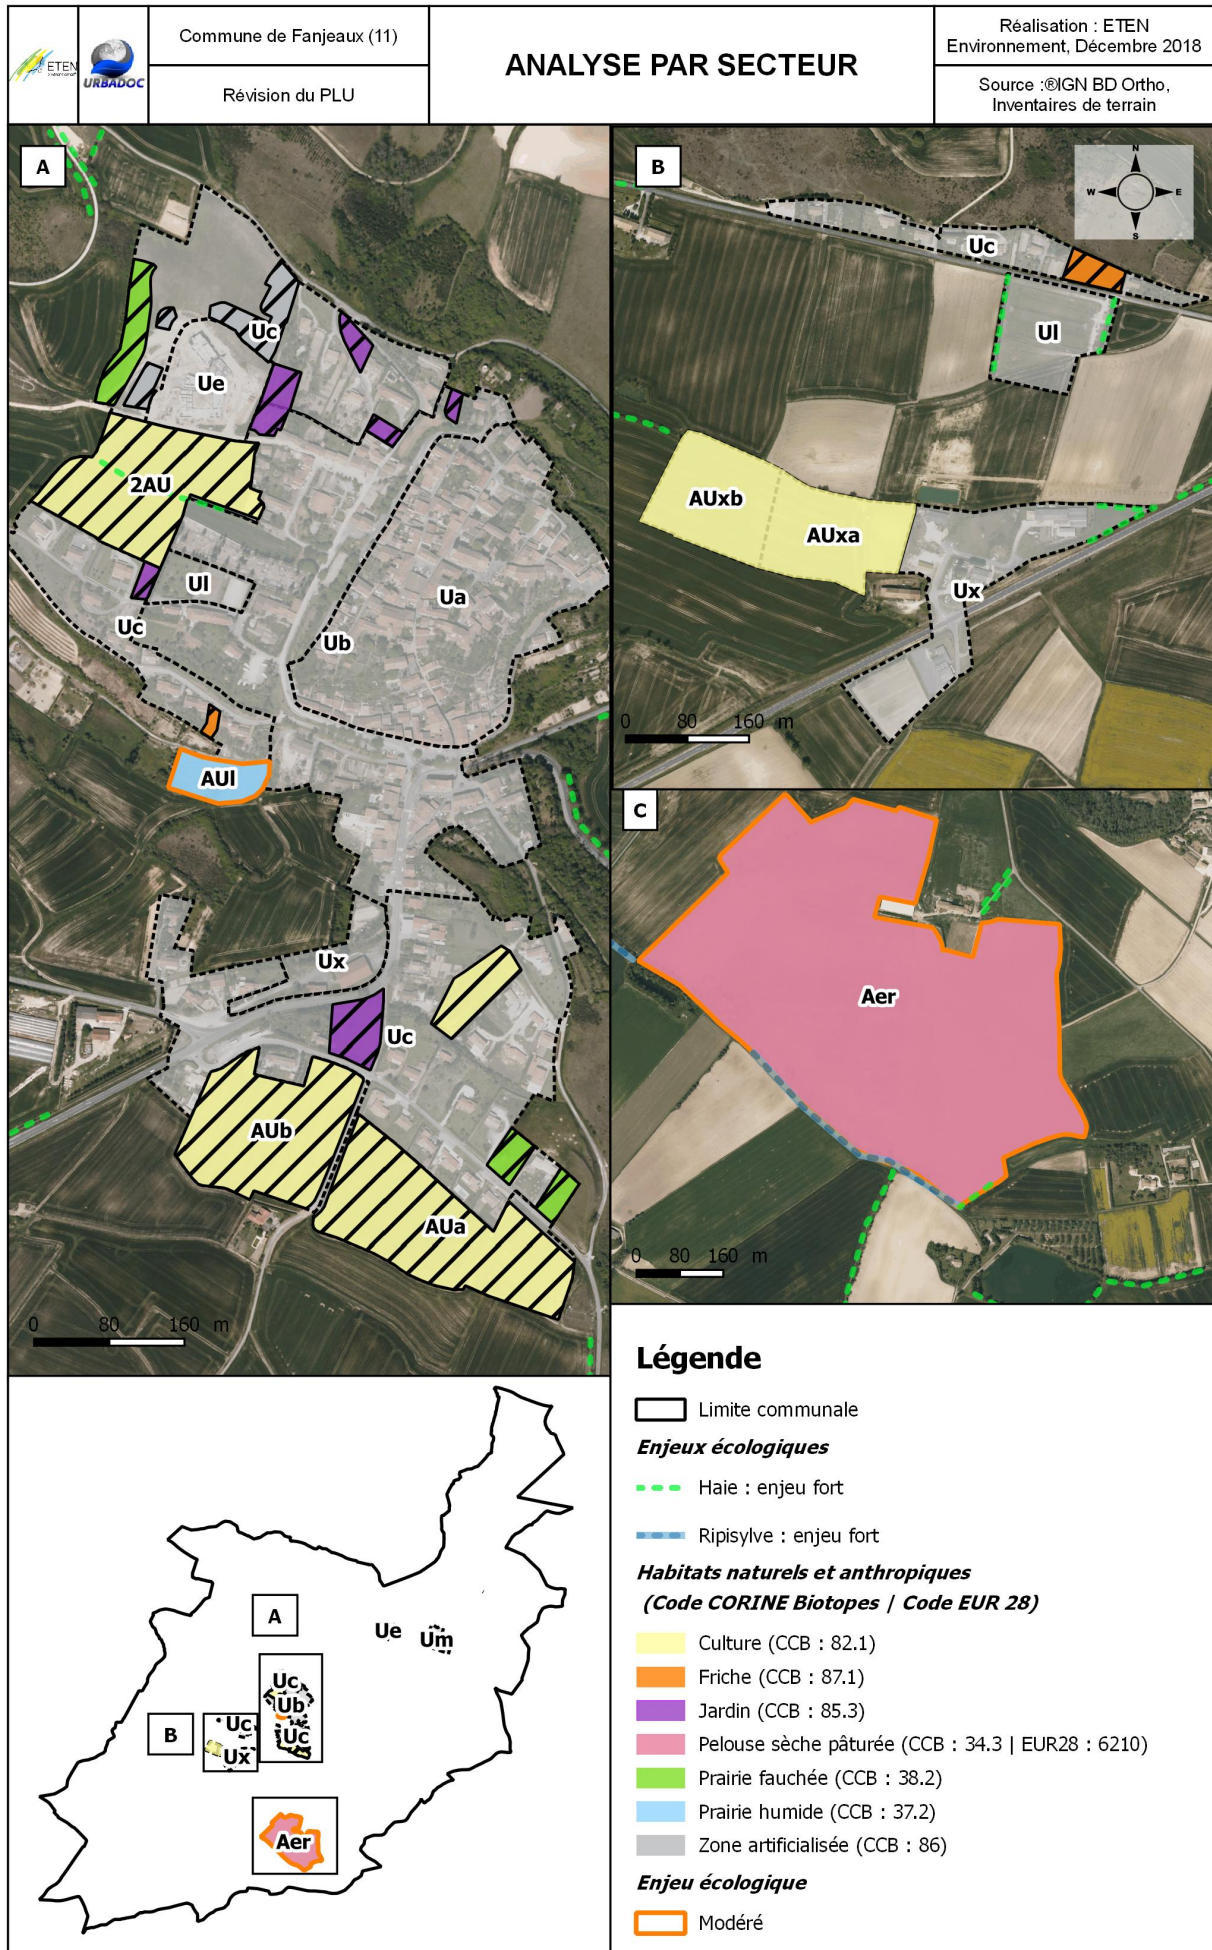 ETEN
URBADOC
Commune de Fanjeaux (11)
Révision du PLU
ANALYSE PAR SECTEUR
Réalisation : ETEN
Environnement, Décembre 2018
Source :®IGN BD Ortho,
Inventaires de terrain
A
Uc
Ue
2AU
Ul
Uc
Ua
Ub
AUl
Ux
Uc
AUb
AUa
0 80 160 m
B
N
W E
S
Uc
Ul
AUxb
AUxa
Ux
0 80 160 m
C
Aer
0 80 160 m
A
Ue
Um
Uc
Ub
B
Uc
Uc
Ux
Aer
Légende
Limite communale
Enjeux écologiques
Haie : enjeu fort
Ripisylve : enjeu fort
Habitats naturels et anthropiques
(Code CORINE Biotopes | Code EUR 28)
Culture (CCB : 82.1)
Friche (CCB : 87.1)
Jardin (CCB : 85.3)
Pelouse sèche pâturée (CCB : 34.3 | EUR28 : 6210)
Prairie fauchée (CCB : 38.2)
Prairie humide (CCB : 37.2)
Zone artificialisée (CCB : 86)
Enjeu écologique
Modéré